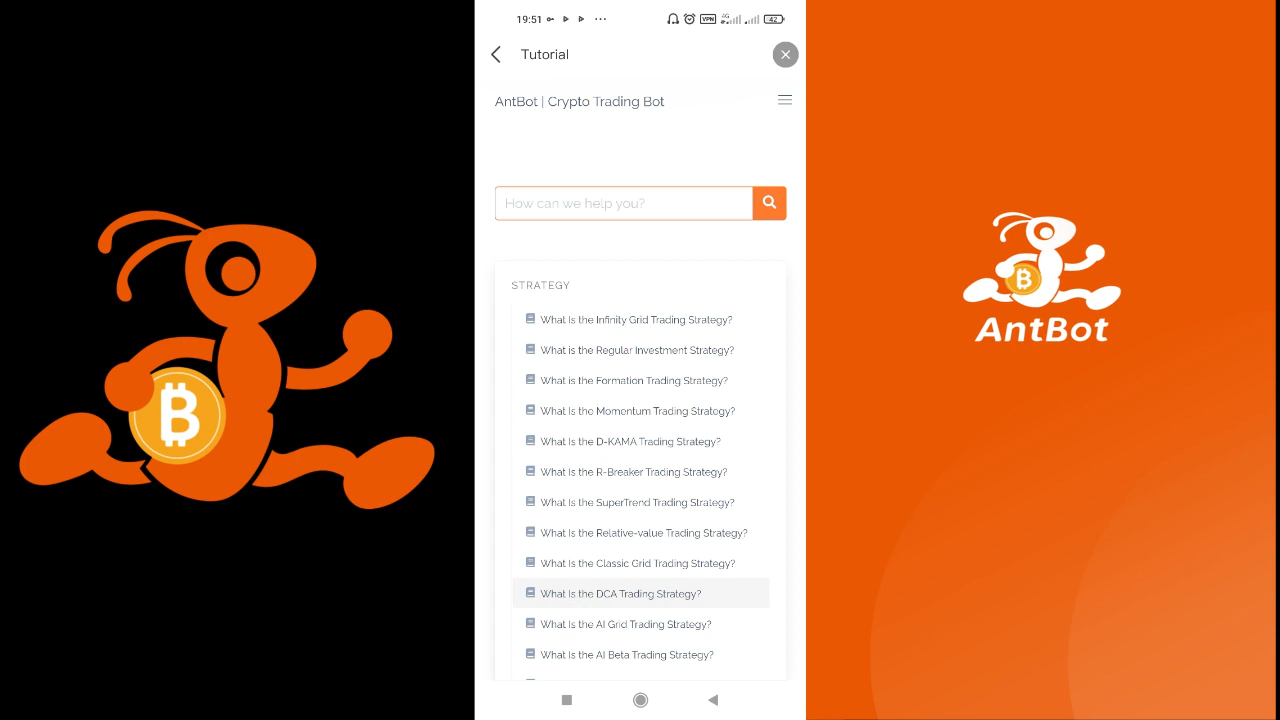 19:51
VPN
4G
42
Tutorial
AntBot | Crypto Trading Bot
How can we help you?
STRATEGY
What Is the Infinity Grid Trading Strategy?
What is the Regular Investment Strategy?
What is the Formation Trading Strategy?
What Is the Momentum Trading Strategy?
What Is the D-KAMA Trading Strategy?
What Is the R-Breaker Trading Strategy?
What Is the SuperTrend Trading Strategy?
What Is the Relative-value Trading Strategy?
What Is the Classic Grid Trading Strategy?
What Is the DCA Trading Strategy?
What Is the AI Grid Trading Strategy?
What Is the AI Beta Trading Strategy?
AntBot